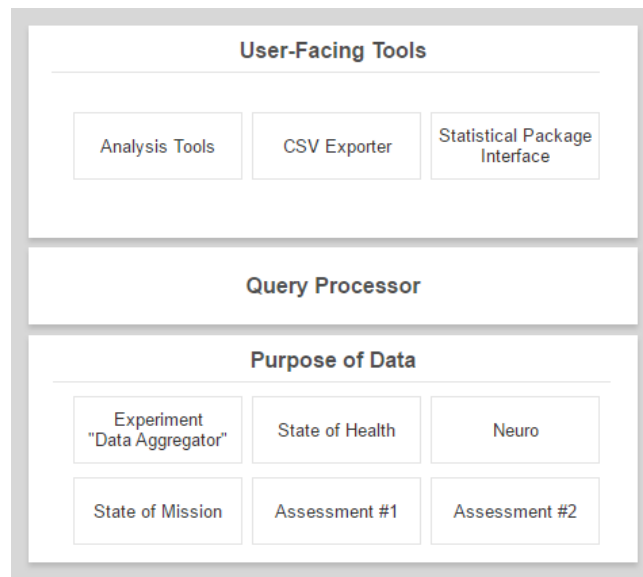 User-Facing Tools
Analysis Tools
CSV Exporter
Statistical Package
Interface
Query Processor
Purpose of Data
Experiment
"Data Aggregator"
State of Health
Neuro
State of Mission
Assessment #1
Assessment #2